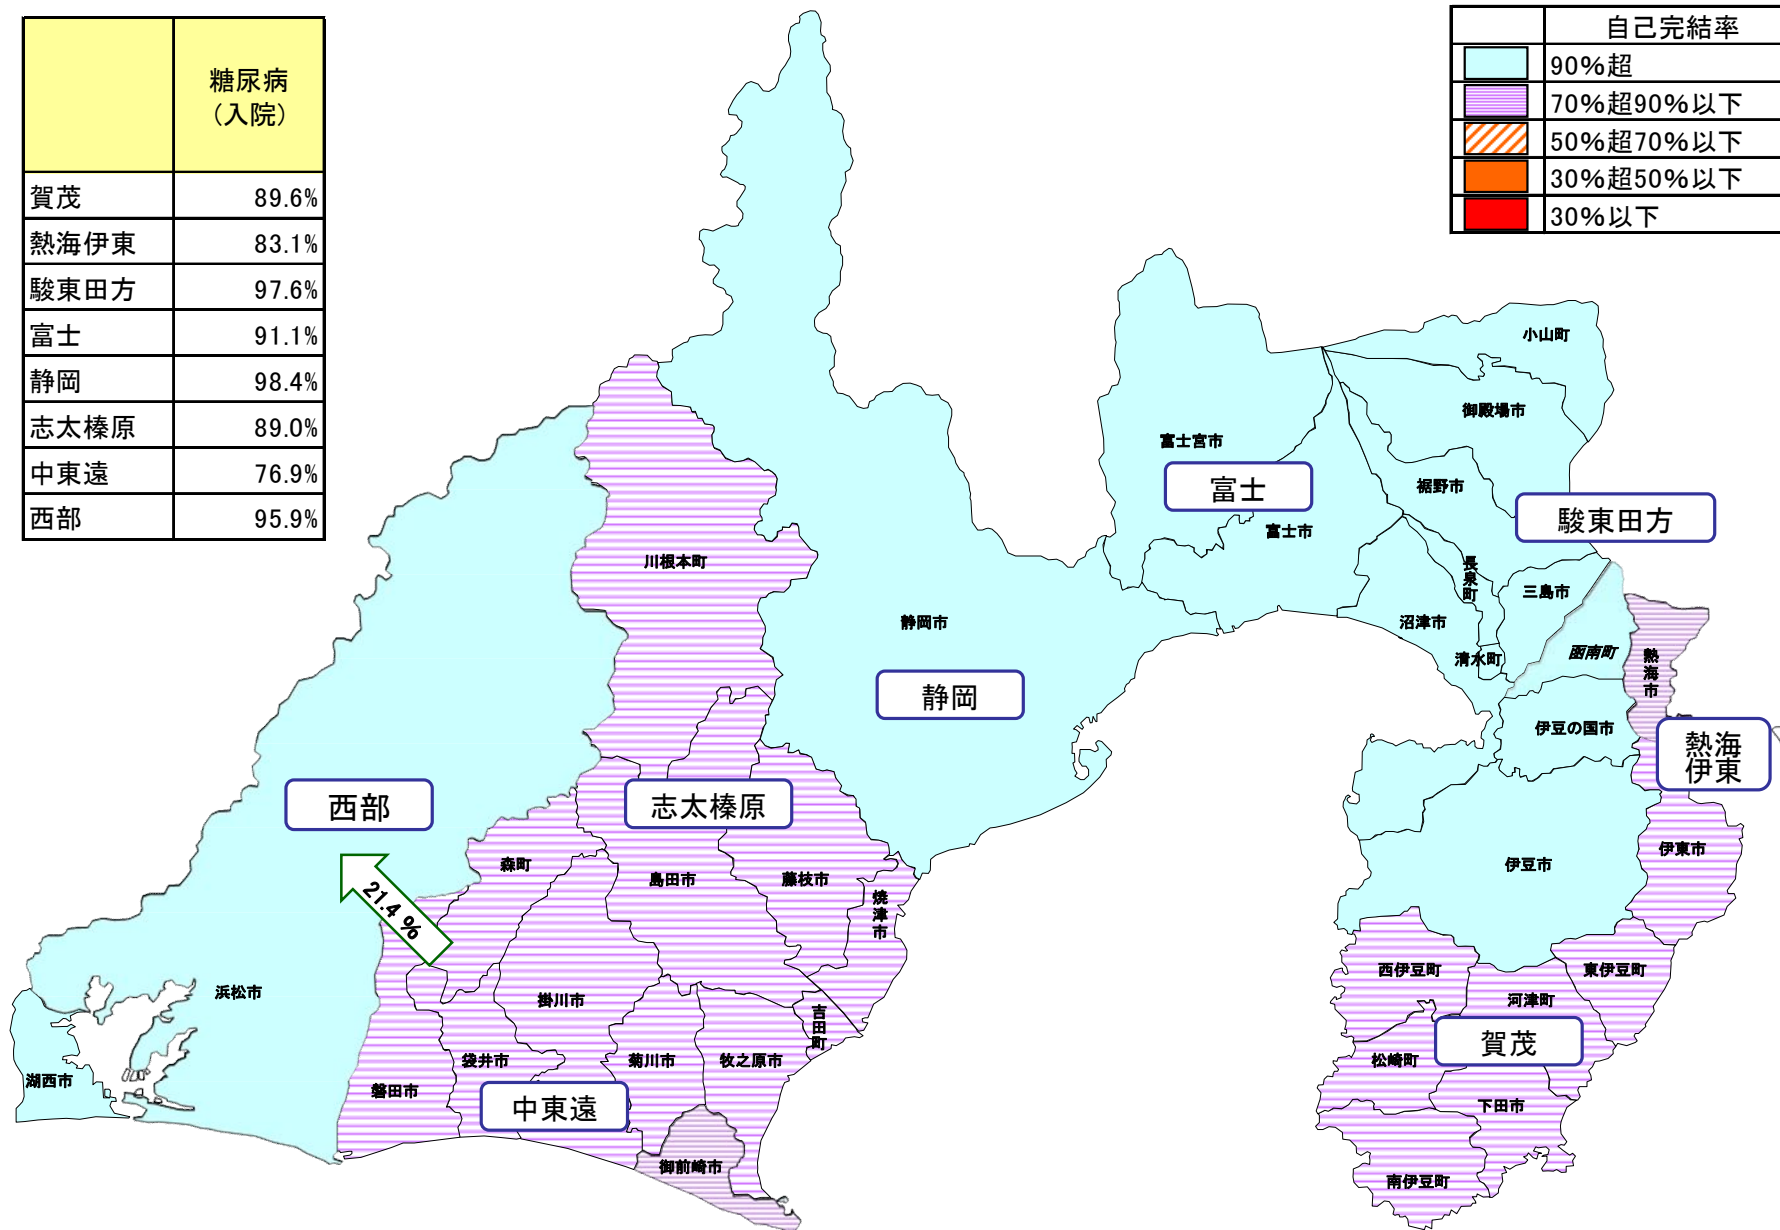 糖尿病
（入院）
賀茂 89.6%
熱海伊東 83.1%
駿東田方 97.6%
富士 91.1%
静岡 98.4%
志太榛原 89.0%
中東遠 76.9%
西部 95.9%
自己完結率
90％超
70％超90％以下
50％超70％以下
30％超50％以下
30％以下
小山町
御殿場市
富士宮市
富士
裾野市
駿東田方
富士市
川根本町
長泉町
三島市
静岡市
沼津市
函南町
清水町
熱海市
静岡
伊豆の国市
熱海
伊東
西部
志太榛原
森町
島田市
藤枝市
伊豆市
伊東市
21.4 %
焼津市
西伊豆町
東伊豆町
浜松市
掛川市
河津町
吉田町
賀茂
湖西市
袋井市
菊川市
牧之原市
松崎町
磐田市
中東遠
下田市
御前崎市
南伊豆町